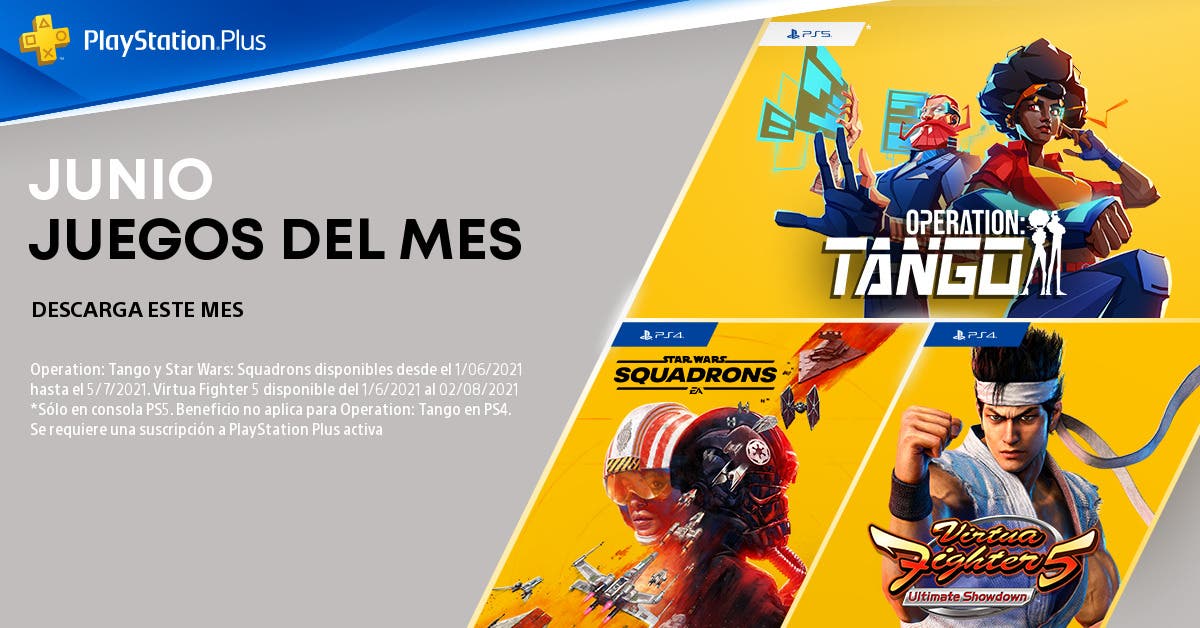 PlayStation®Plus
JUNIO
JUEGOS DEL MES
DESCARGA ESTE MES
Operation: Tango y Star Wars: Squadrons disponibles desde el 1/06/2021
hasta el 5/7/2021. Virtua Fighter 5 disponible del 1/6/2021 al 02/08/2021
*Sólo en consola PS5. Beneficio no aplica para Operation: Tango en PS4.
Se requiere una suscripción a PlayStation Plus activa
PS5 *
OPERATION:
TANGO
PS4
STAR WARS
SQUADRONS
EA
PS4
Virtua
Fighter 5
Ultimate Showdown